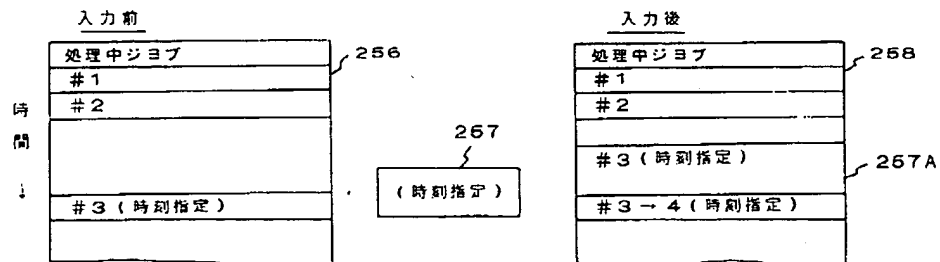 入力前
処理中ジョブ
#1
#2
#3(時刻指定)
256
時間
↓
267
(時刻指定)
入力後
処理中ジョブ
#1
#2
#3(時刻指定)
#3→4(時刻指定)
258
257A